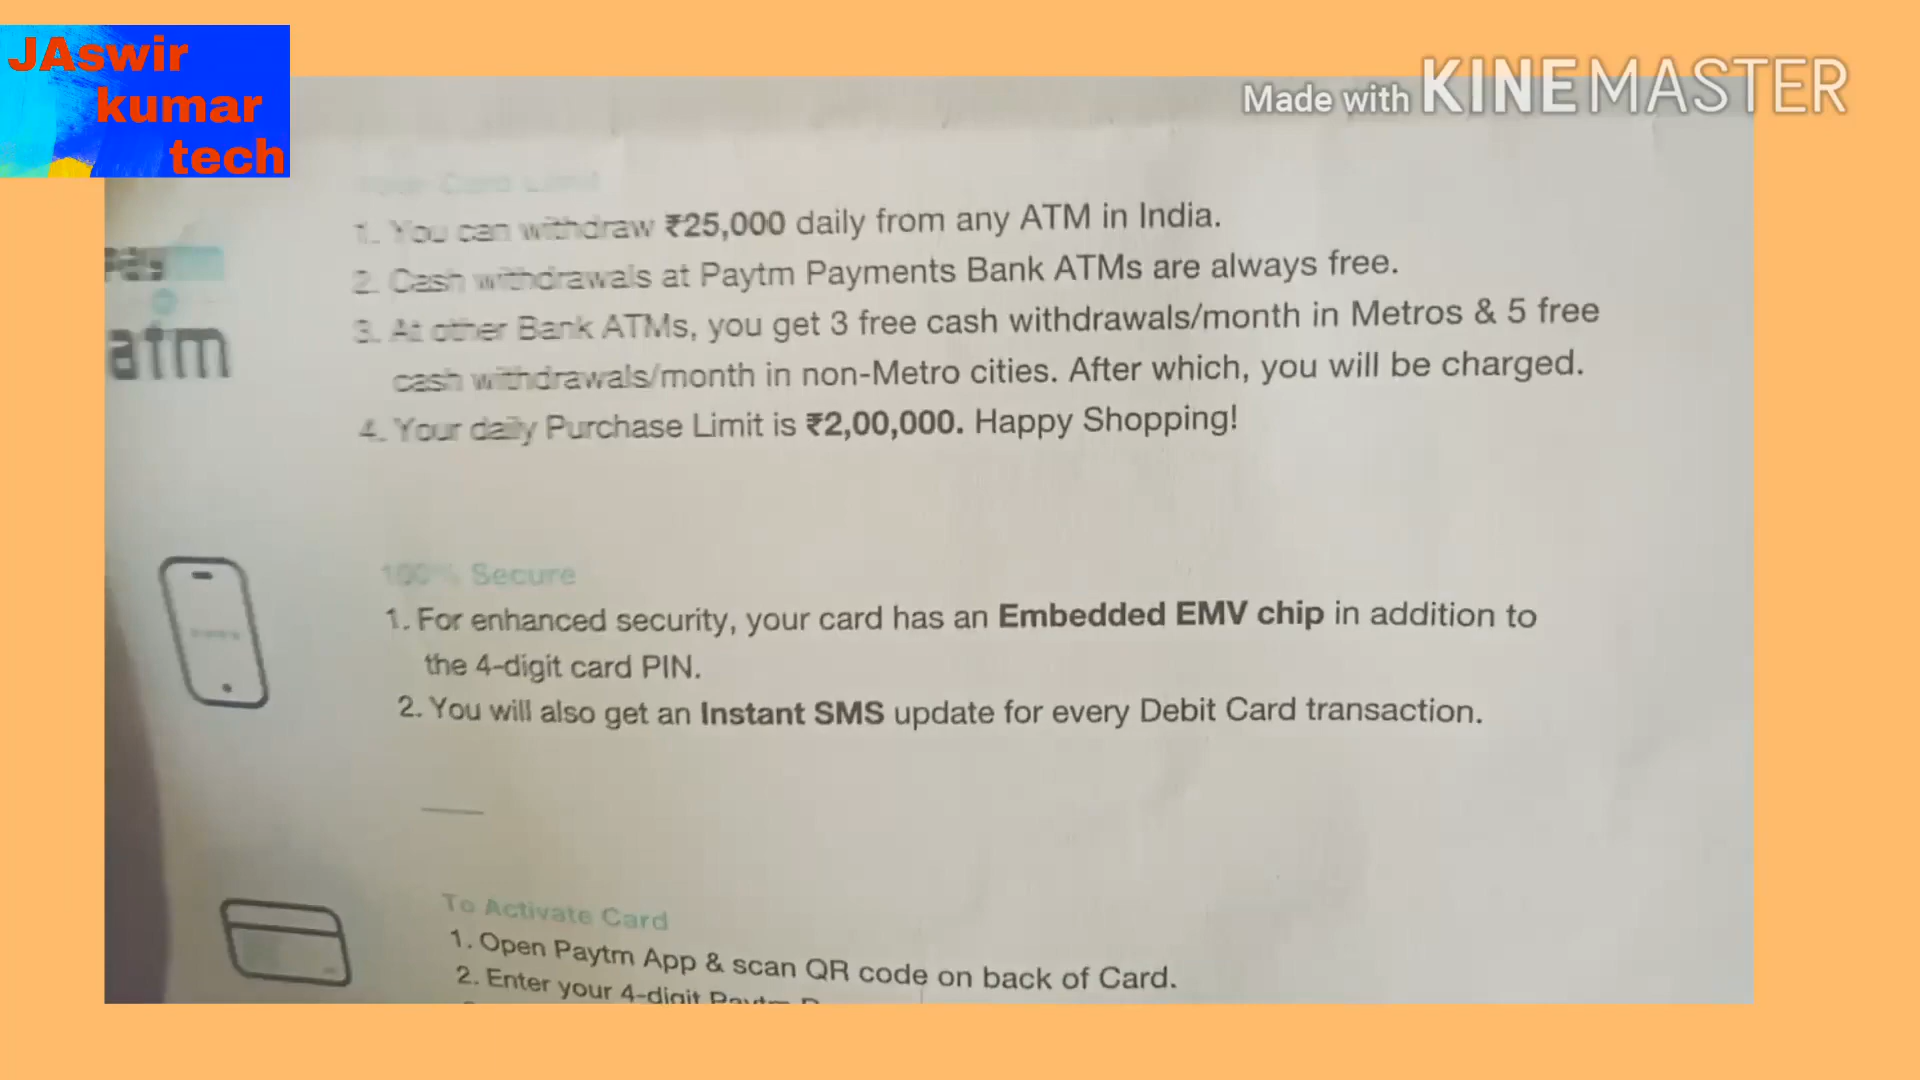 JAswir
kumar
tech
Made with KINEMASTER
Card Limit
1. You can withdraw ₹25,000 daily from any ATM in India.
2. Cash withdrawals at Paytm Payments Bank ATMs are always free.
3. At other Bank ATMs, you get 3 free cash withdrawals/month in Metros & 5 free
cash withdrawals/month in non-Metro cities. After which, you will be charged.
4. Your daily Purchase Limit is ₹2,00,000. Happy Shopping!
atm
100% Secure
1. For enhanced security, your card has an Embedded EMV chip in addition to
the 4-digit card PIN.
2. You will also get an Instant SMS update for every Debit Card transaction.
To Activate Card
1. Open Paytm App & scan QR code on back of Card.
2. Enter your 4-digit